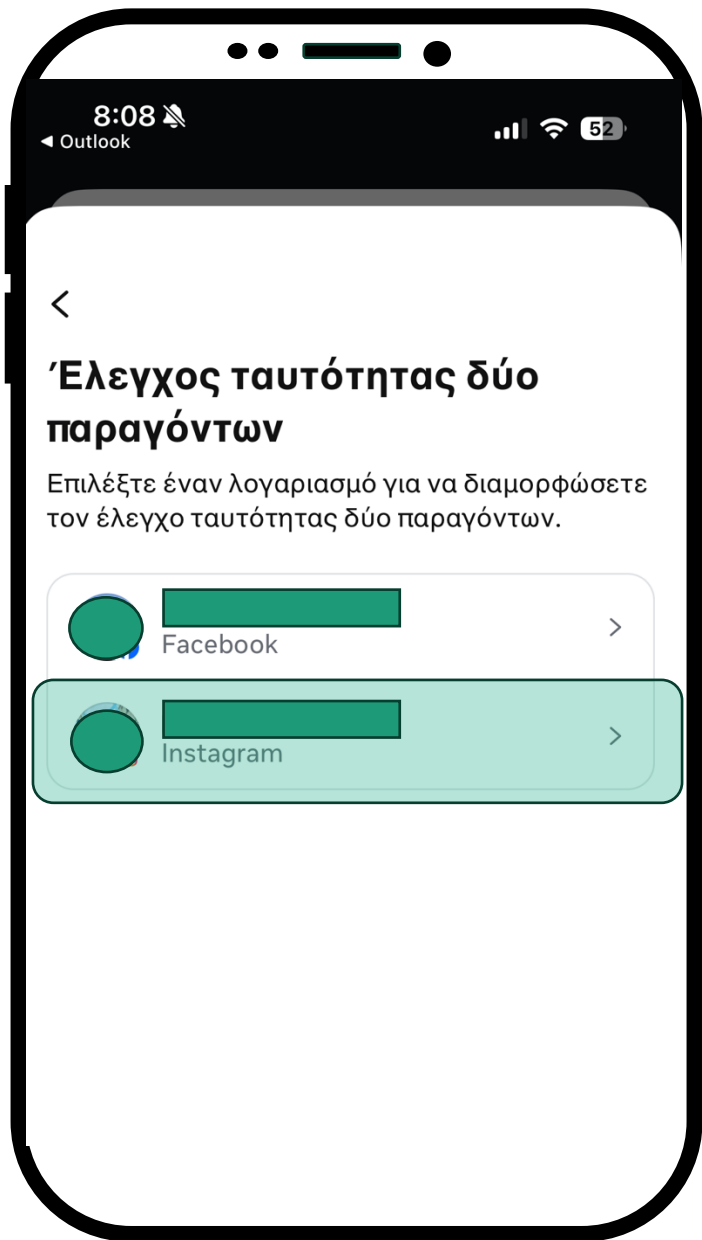 8:08
52
◀ Outlook
Έλεγχος ταυτότητας δύο
παραγόντων
Επιλέξτε έναν λογαριασμό για να διαμορφώσετε
τον έλεγχο ταυτότητας δύο παραγόντων.
Facebook
Instagram